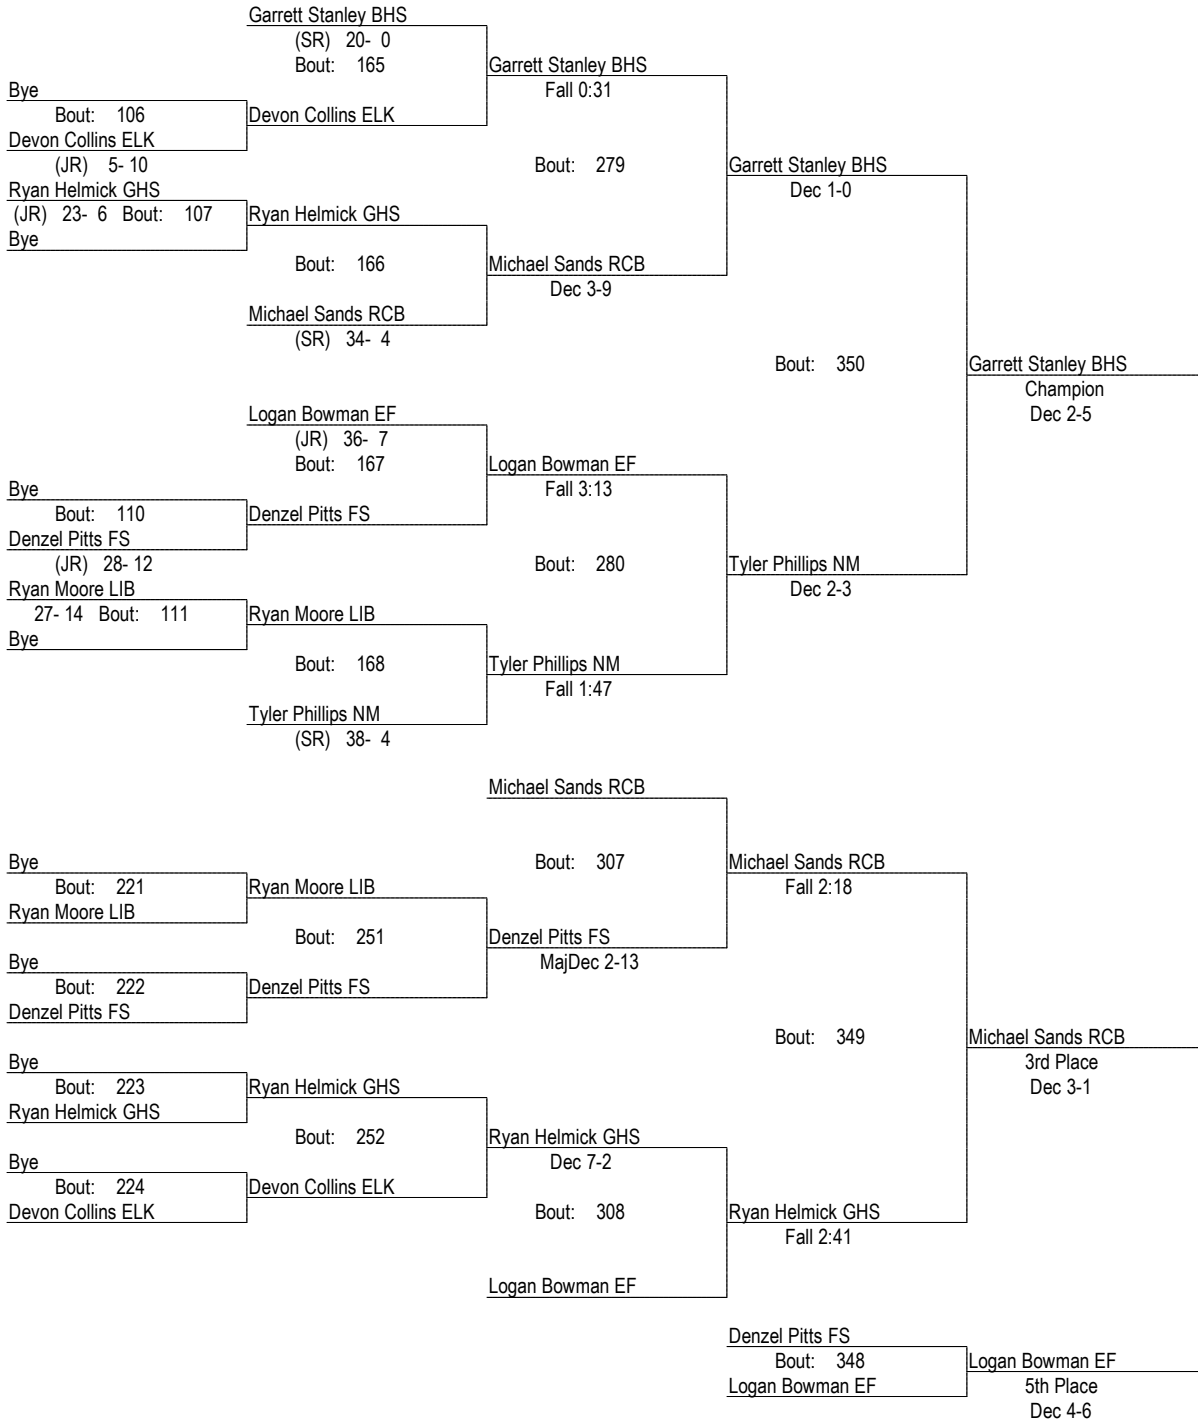 Garrett Stanley BHS
(SR) 20- 0
Bout: 165
Garrett Stanley BHS
Fall 0:31
Bye
Bout: 106
Devon Collins ELK
Devon Collins ELK
(JR) 5- 10
Bout: 279
Garrett Stanley BHS
Dec 1-0
Ryan Helmick GHS
(JR) 23- 6 Bout: 107
Ryan Helmick GHS
Bye
Bout: 166
Michael Sands RCB
Dec 3-9
Michael Sands RCB
(SR) 34- 4
Bout: 350
Garrett Stanley BHS
Champion
Dec 2-5
Logan Bowman EF
(JR) 36- 7
Bout: 167
Logan Bowman EF
Fall 3:13
Bye
Bout: 110
Denzel Pitts FS
Denzel Pitts FS
(JR) 28- 12
Bout: 280
Tyler Phillips NM
Dec 2-3
Ryan Moore LIB
27- 14 Bout: 111
Ryan Moore LIB
Bye
Bout: 168
Tyler Phillips NM
Fall 1:47
Tyler Phillips NM
(SR) 38- 4
Michael Sands RCB
Bout: 307
Michael Sands RCB
Fall 2:18
Bye
Bout: 221
Ryan Moore LIB
Ryan Moore LIB
Bout: 251
Denzel Pitts FS
MajDec 2-13
Bye
Bout: 222
Denzel Pitts FS
Denzel Pitts FS
Bout: 349
Michael Sands RCB
3rd Place
Dec 3-1
Bye
Bout: 223
Ryan Helmick GHS
Ryan Helmick GHS
Bout: 252
Ryan Helmick GHS
Dec 7-2
Bye
Bout: 224
Devon Collins ELK
Devon Collins ELK
Bout: 308
Ryan Helmick GHS
Fall 2:41
Logan Bowman EF
Denzel Pitts FS
Bout: 348
Logan Bowman EF
Logan Bowman EF
5th Place
Dec 4-6